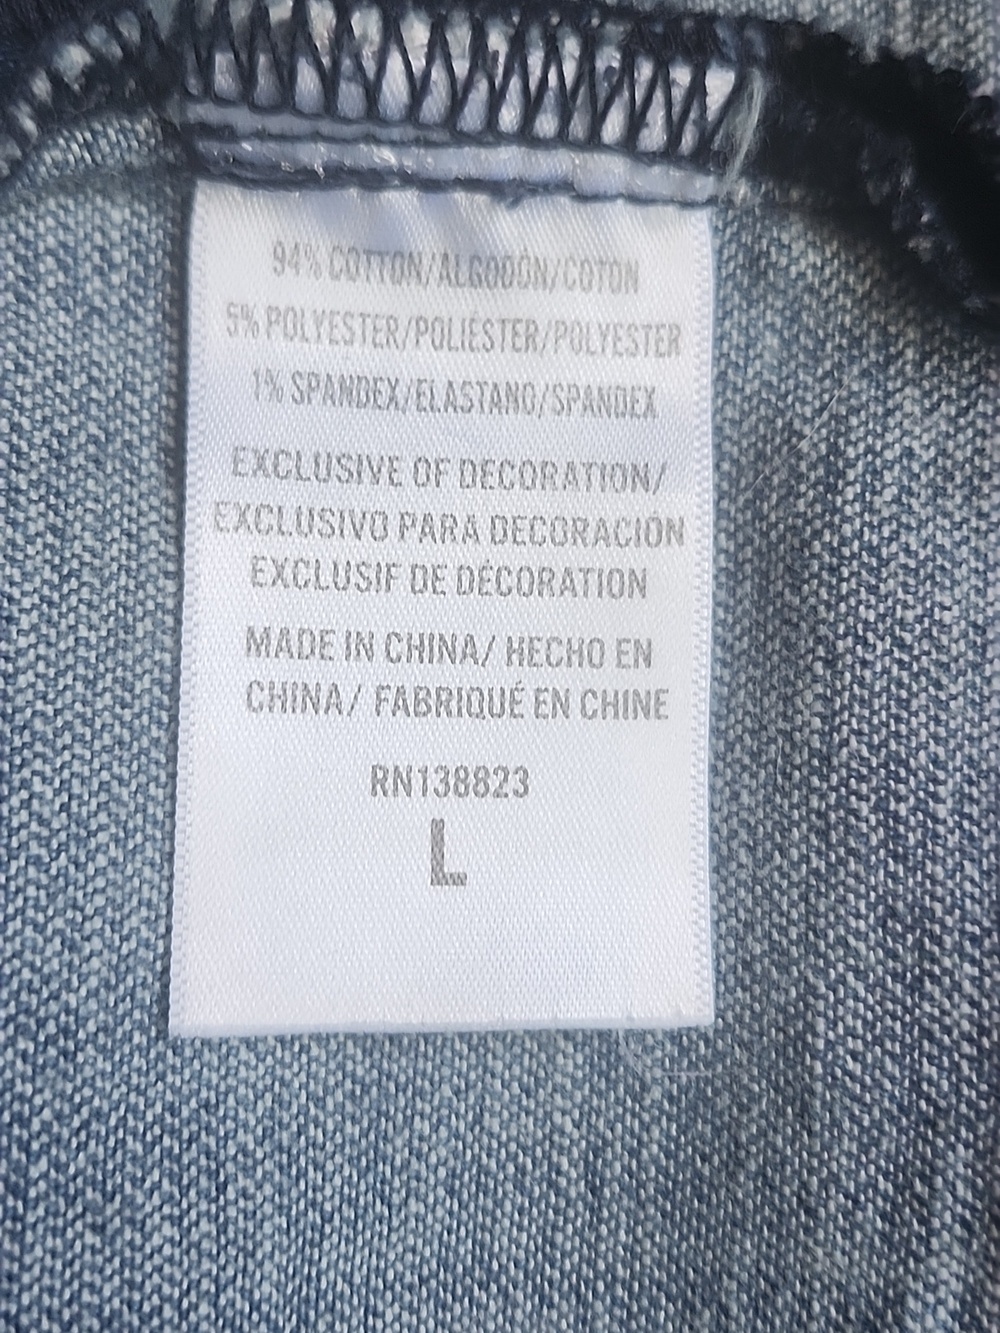 94% COTTON/ALGODÓN/COTON
5% POLYESTER/POLIÉSTER/POLYESTER
1% SPANDEX/ELASTANO/SPANDEX
EXCLUSIVE OF DECORATION/
EXCLUSIVO PARA DECORACIÓN
EXCLUSIF DE DÉCORATION
MADE IN CHINA/ HECHO EN
CHINA/ FABRIQUÉ EN CHINE
RN138823
L